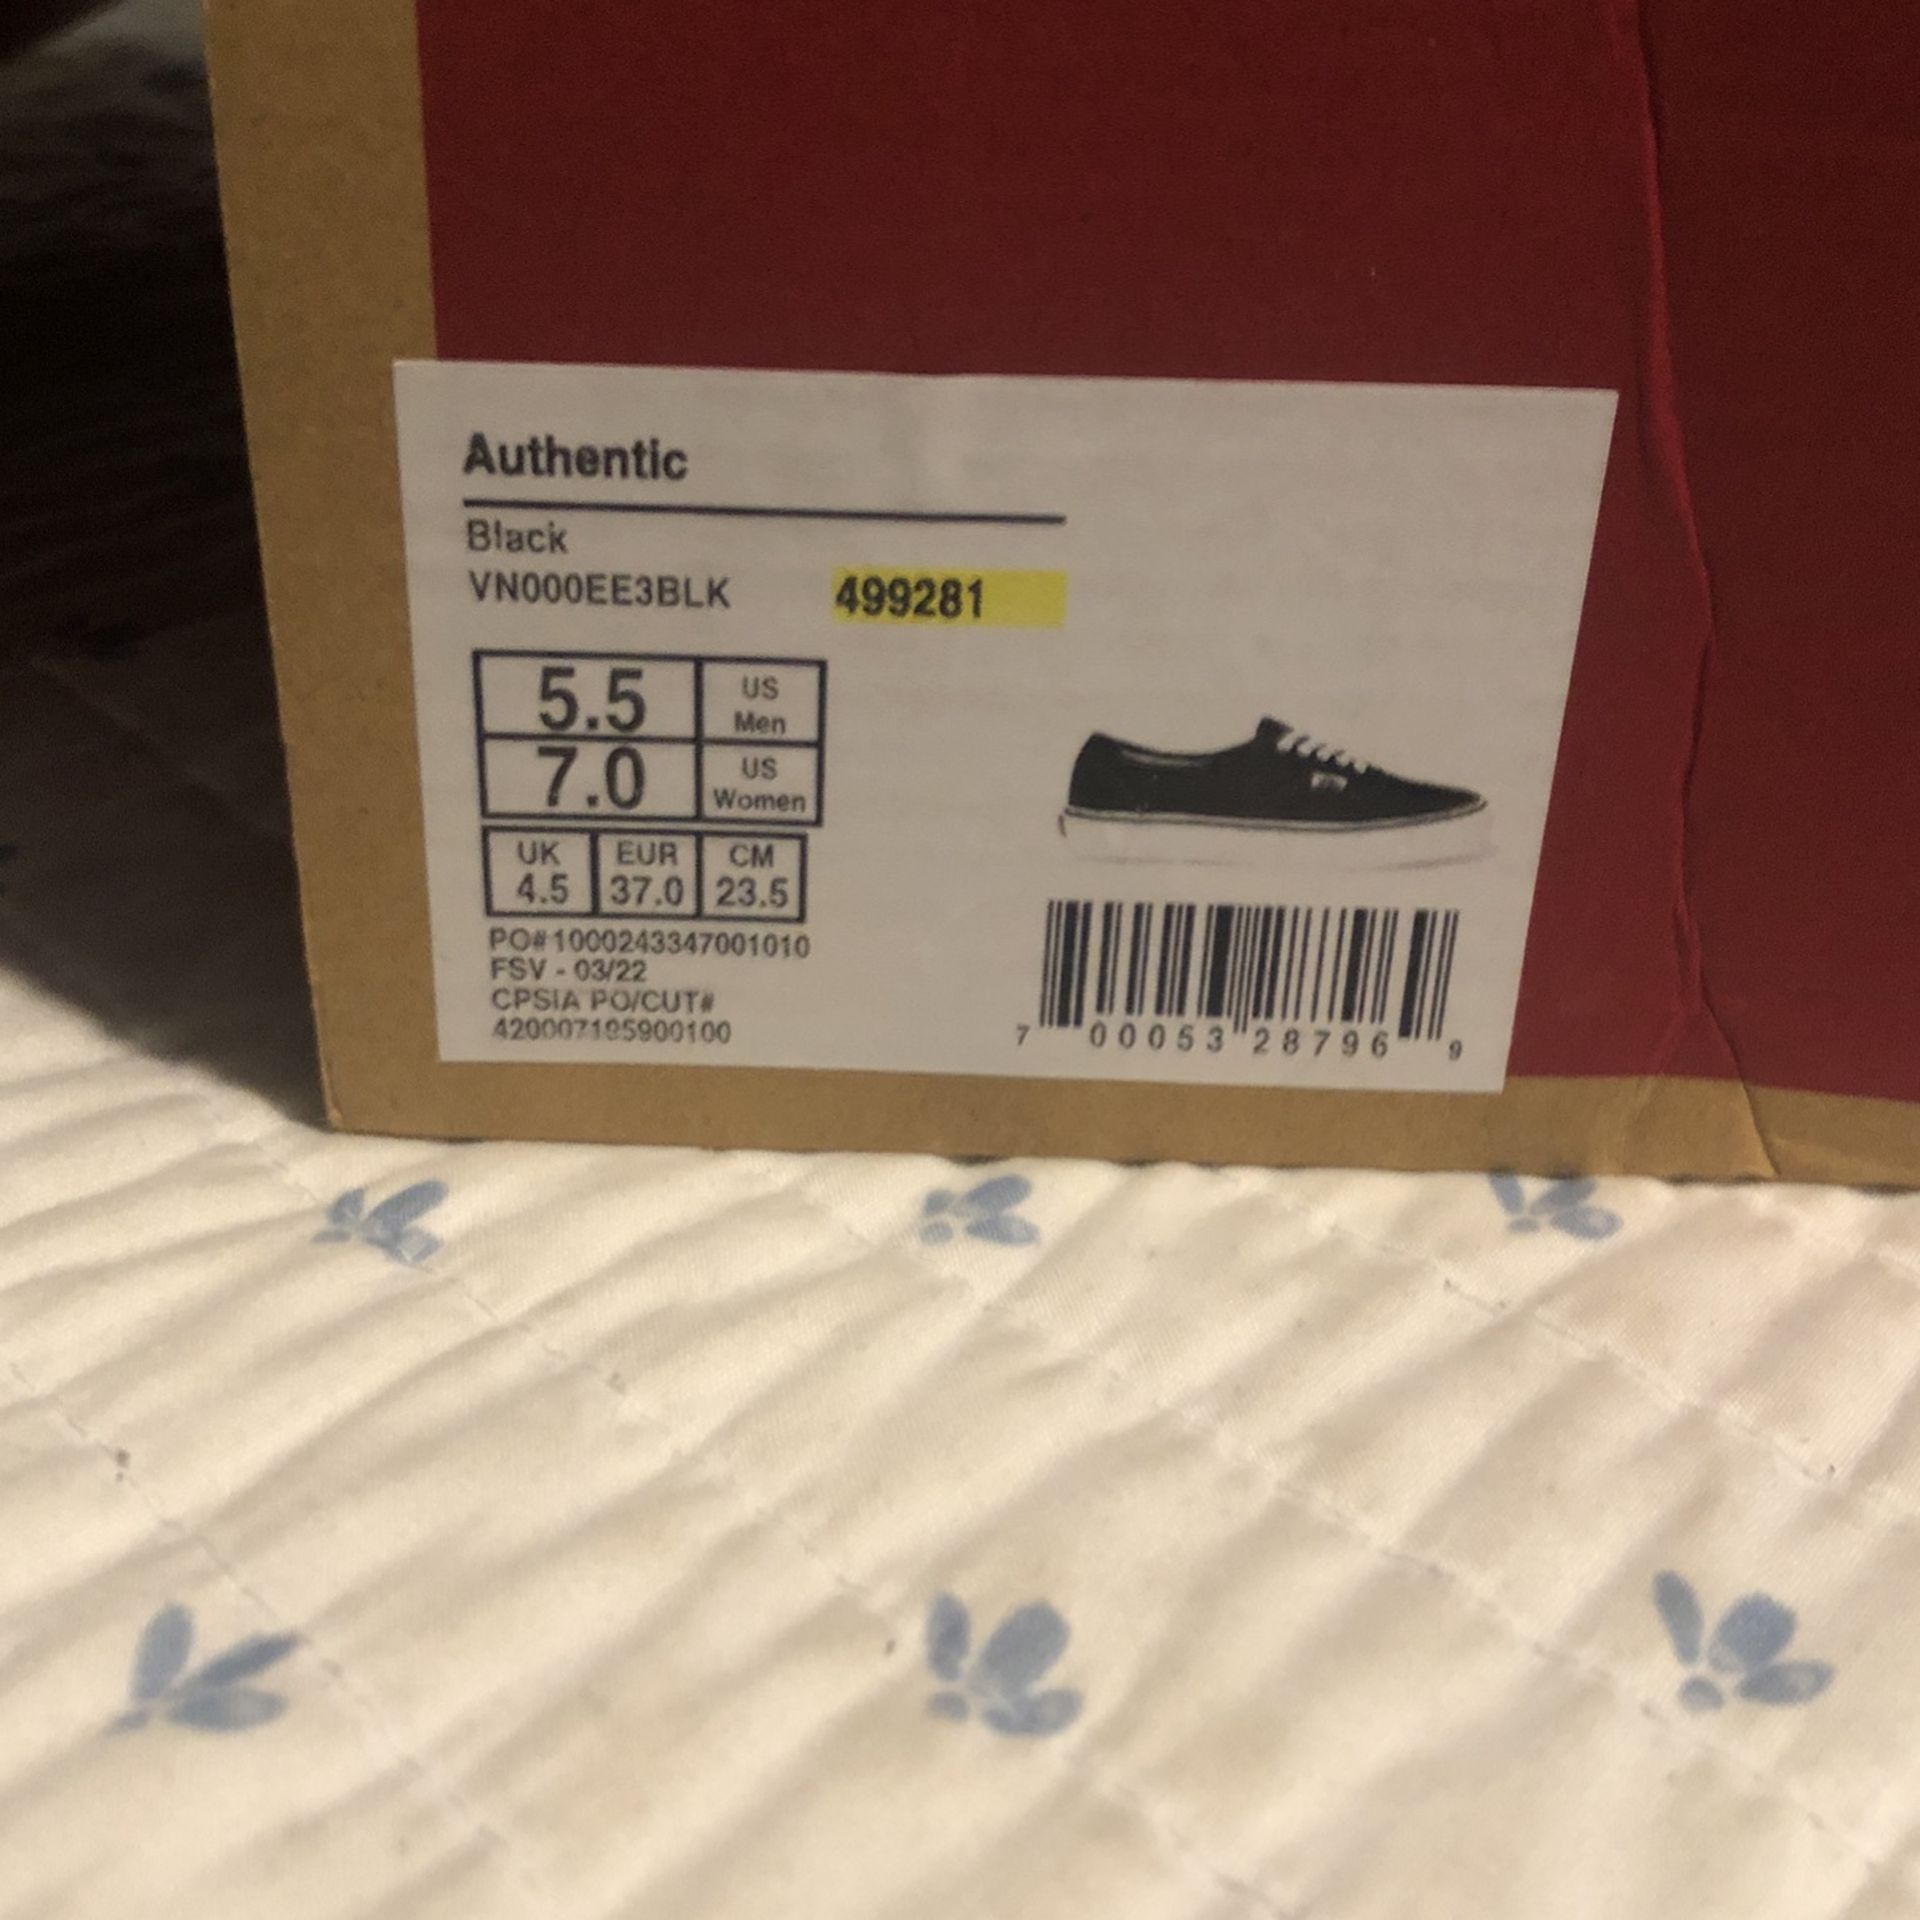 Authentic
Black
VN000EE3BLK 499281
5.5 US Men
7.0 US Women
UK EUR CM
4.5 37.0 23.5
PO#1000243347001010
FSV - 03/22
CPSIA PO/CUT#
420007195900100
7 00053 28796 9